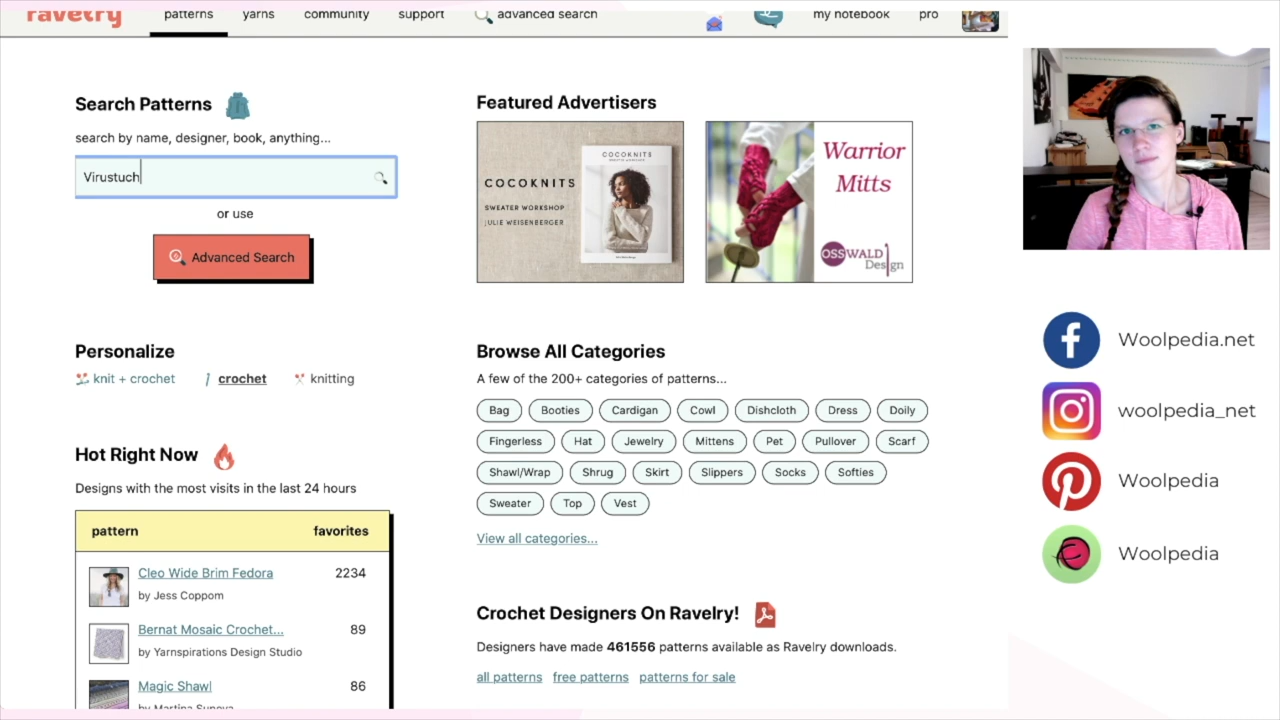 ravelry
patterns
yarns
community
support
advanced search
my notebook
pro
Search Patterns
search by name, designer, book, anything...
Virustuch
or use
Advanced Search
Personalize
knit + crochet
crochet
knitting
Hot Right Now
Designs with the most visits in the last 24 hours
pattern favorites
Cleo Wide Brim Fedora 2234
by Jess Coppom
Bernat Mosaic Crochet... 89
by Yarnspirations Design Studio
Magic Shawl 86
by Martina Supova
Featured Advertisers
COCOKNITS
SWEATER WORKSHOP
JULIE WEISENBERGER
COCOKNITS
Warrior
Mitts
OSSWALD
Design
Browse All Categories
A few of the 200+ categories of patterns...
Bag Booties Cardigan Cowl Dishcloth Dress Doily
Fingerless Hat Jewelry Mittens Pet Pullover Scarf
Shawl/Wrap Shrug Skirt Slippers Socks Softies
Sweater Top Vest
View all categories...
Crochet Designers On Ravelry!
Designers have made 461556 patterns available as Ravelry downloads.
all patterns free patterns patterns for sale
Woolpedia.net
woolpedia_net
Woolpedia
Woolpedia